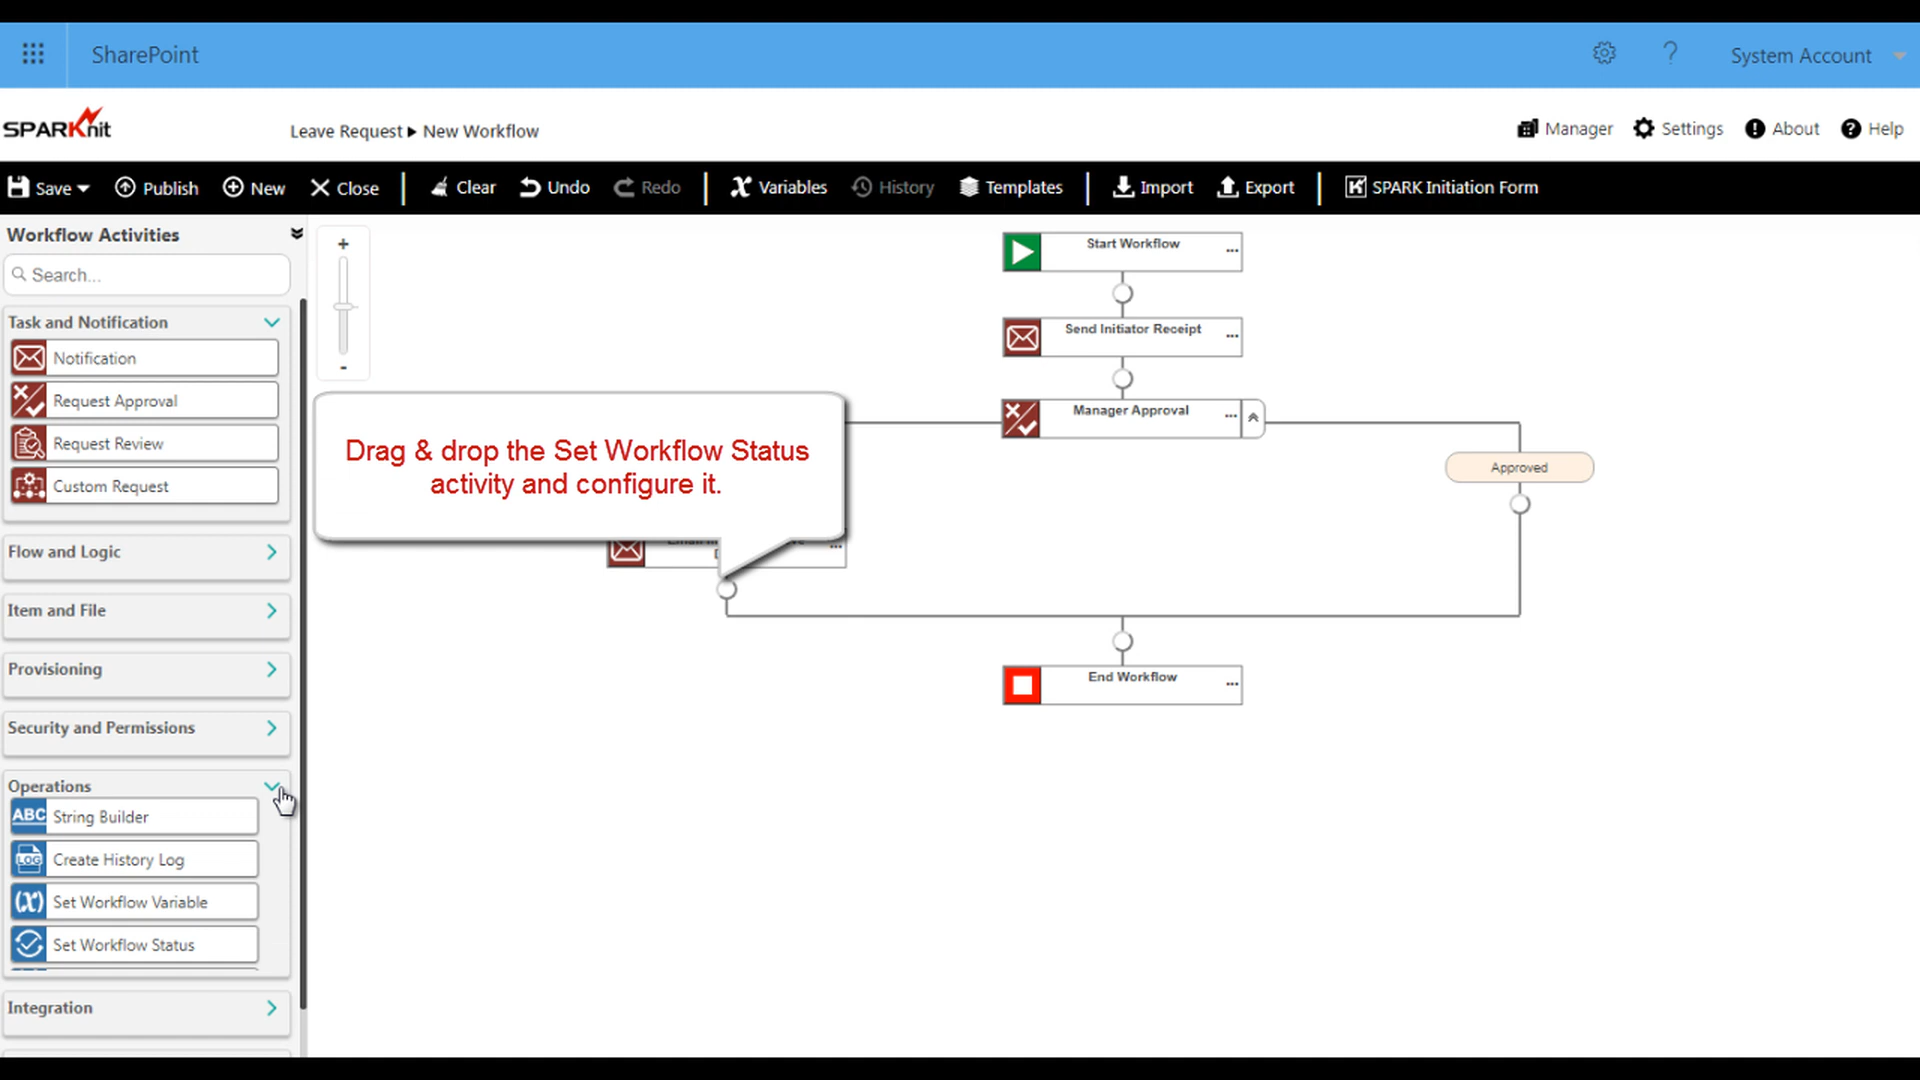 SharePoint
System Account
SPARKnit
Leave Request ▸ New Workflow
Manager
Settings
About
Help
Save
Publish
New
Close
Clear
Undo
Redo
Variables
History
Templates
Import
Export
SPARK Initiation Form
Workflow Activities
Search...
Task and Notification
Notification
Request Approval
Request Review
Custom Request
Flow and Logic
Item and File
Provisioning
Security and Permissions
Operations
ABC String Builder
LOG Create History Log
(X) Set Workflow Variable
Set Workflow Status
Integration
Start Workflow
Send Initiator Receipt
Manager Approval
Approved
Drag & drop the Set Workflow Status
activity and configure it.
End Workflow